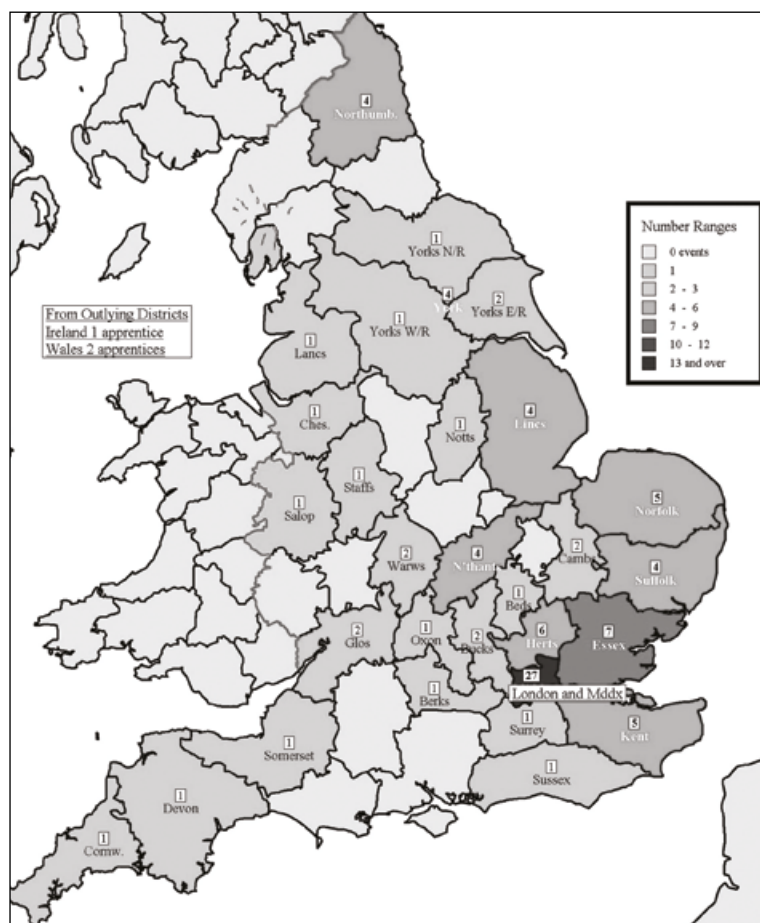 4
Northumb.
Number Ranges
0 events
1
2 - 3
4 - 6
7 - 9
10 - 12
13 and over
1
Yorks N/R
From Outlying Districts
Ireland 1 apprentice
Wales 2 apprentices
4
York
2
Yorks E/R
1
Yorks W/R
1
Lancs
1
Ches.
1
Notts
4
Lincs
1
Staffs
1
Salop
5
Norfolk
2
Warws
4
N'thant
2
Cambs
4
Suffolk
1
Beds
2
Glos
1
Oxon
2
Bucks
6
Herts
7
Essex
27
London and Mddx
1
Berks
1
Surrey
5
Kent
1
Somerset
1
Sussex
1
Devon
1
Cornw.